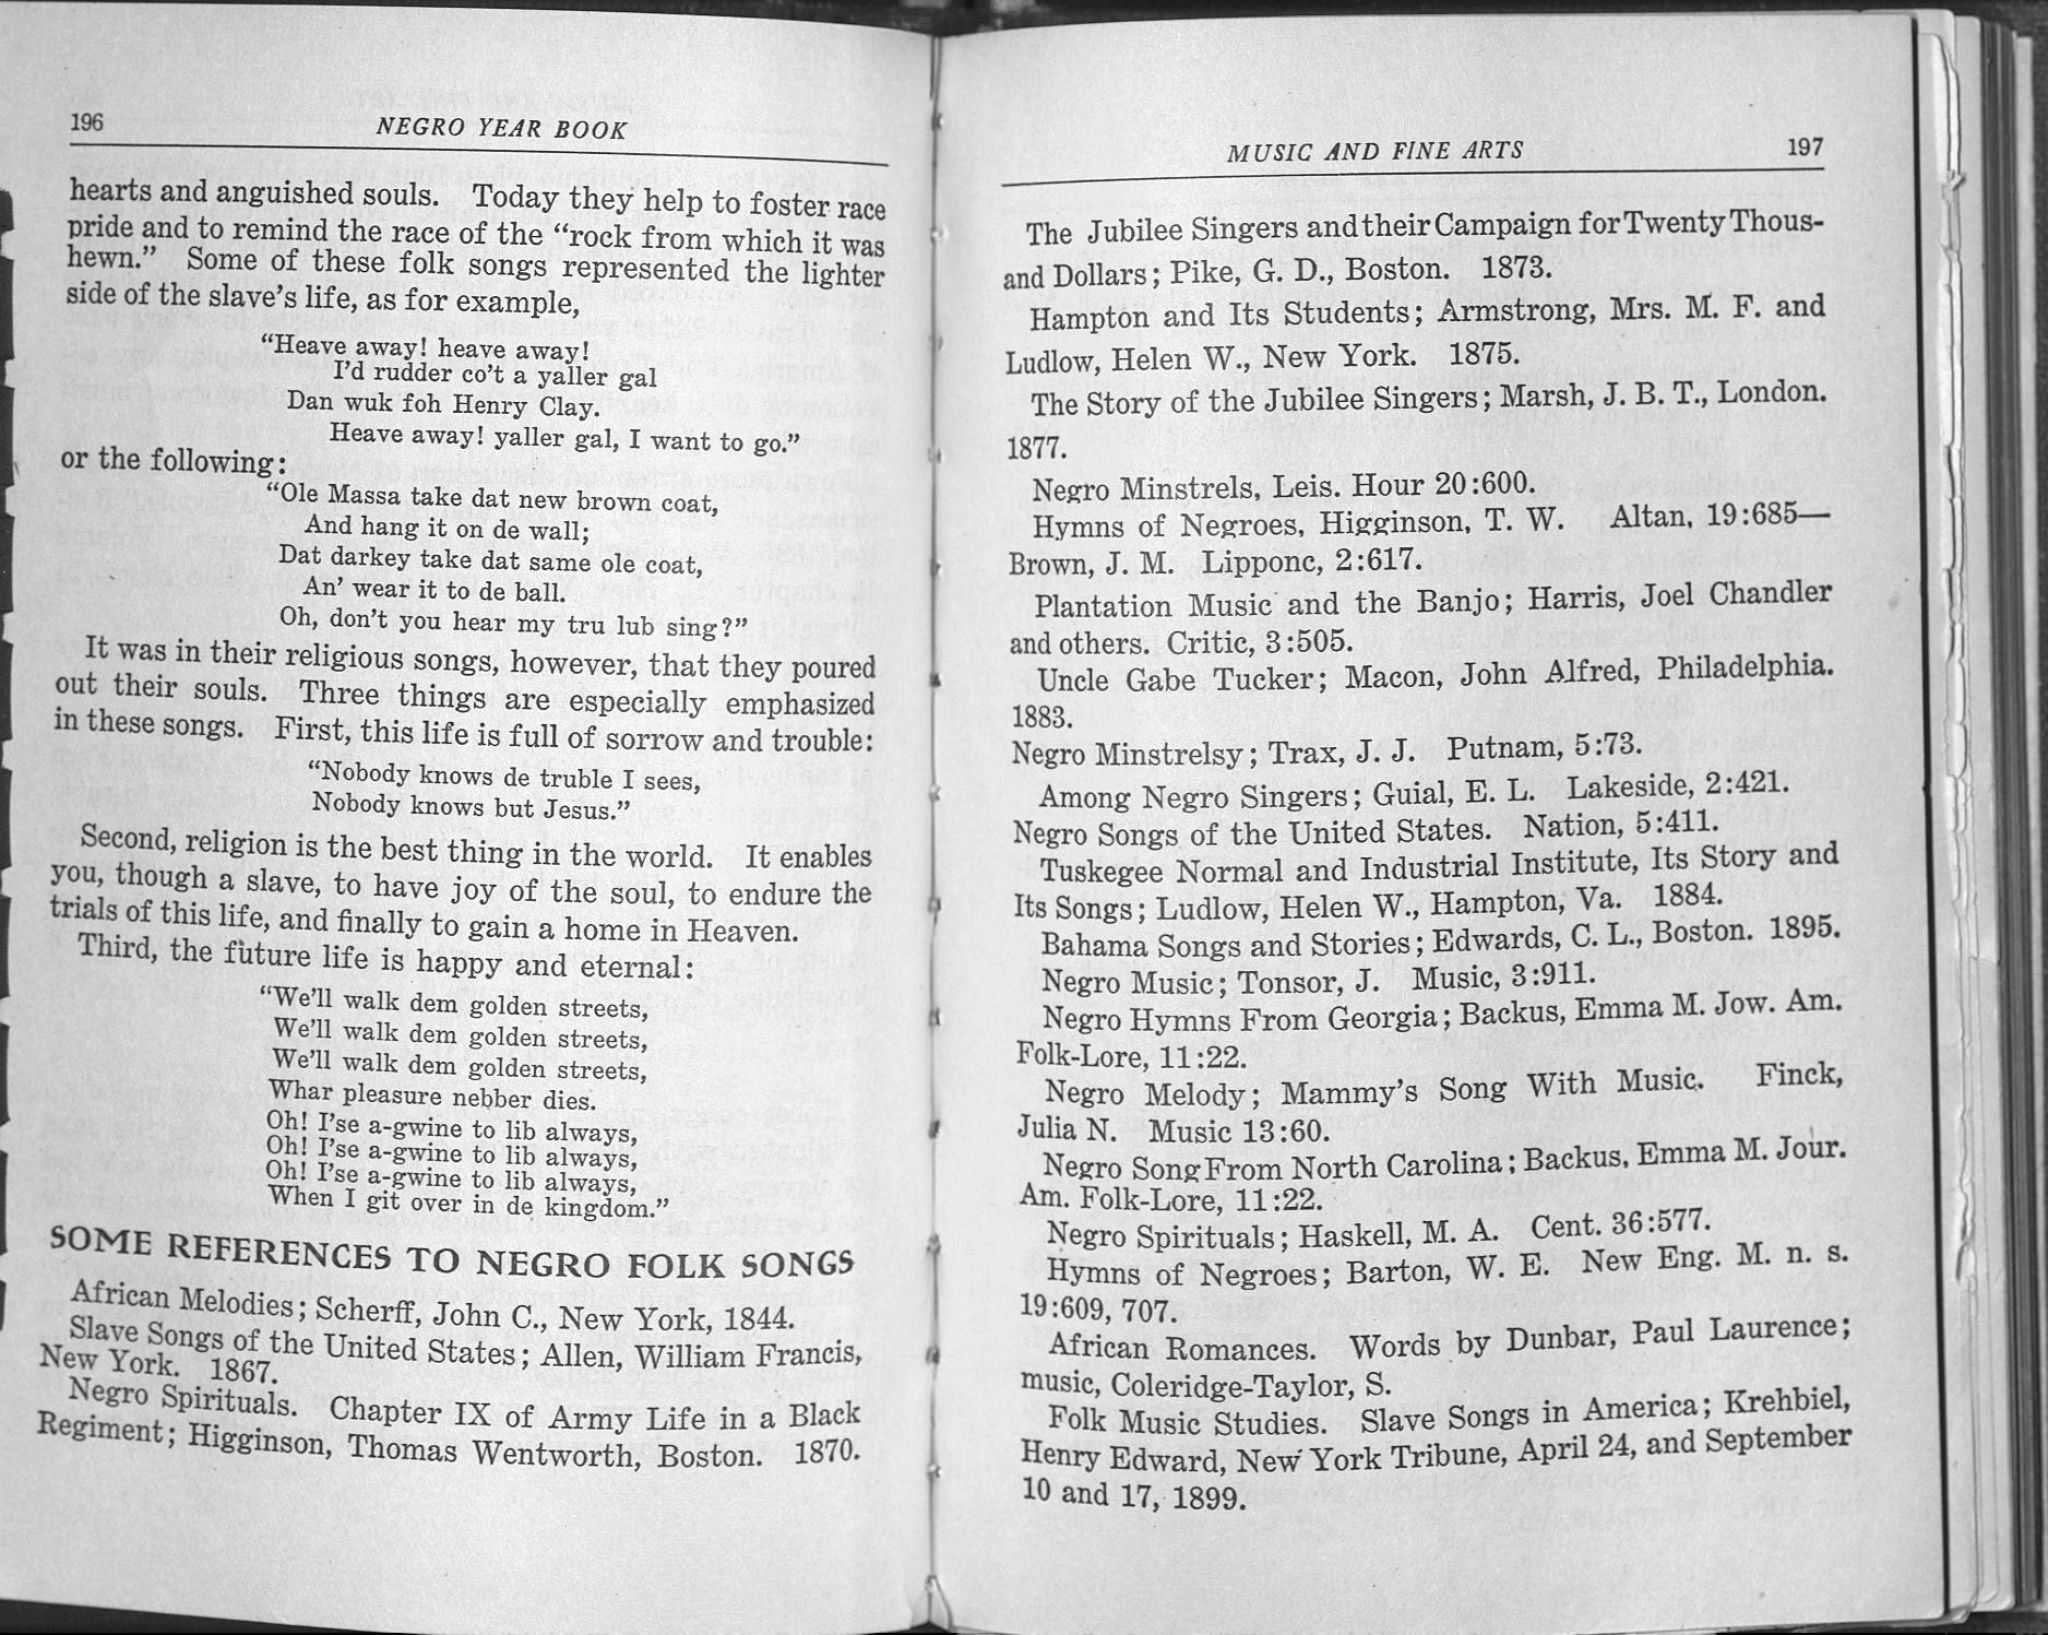 196
NEGRO YEAR BOOK
hearts and anguished souls. Today they help to foster race
pride and to remind the race of the “rock from which it was
hewn.” Some of these folk songs represented the lighter
side of the slave’s life, as for example,
“Heave away! heave away!
I’d rudder co’t a yaller gal
Dan wuk foh Henry Clay.
Heave away! yaller gal, I want to go.”
or the following:
“Ole Massa take dat new brown coat,
And hang it on de wall;
Dat darkey take dat same ole coat,
An’ wear it to de ball.
Oh, don’t you hear my tru lub sing?”
It was in their religious songs, however, that they poured
out their souls. Three things are especially emphasized
in these songs. First, this life is full of sorrow and trouble:
“Nobody knows de truble I sees,
Nobody knows but Jesus.”
Second, religion is the best thing in the world. It enables
you, though a slave, to have joy of the soul, to endure the
trials of this life, and finally to gain a home in Heaven.
Third, the future life is happy and eternal:
“We’ll walk dem golden streets,
We’ll walk dem golden streets,
We’ll walk dem golden streets,
Whar pleasure nebber dies.
Oh! I’se a-gwine to lib always,
Oh! I’se a-gwine to lib always,
Oh! I’se a-gwine to lib always,
When I git over in de kingdom.”
SOME REFERENCES TO NEGRO FOLK SONGS
African Melodies; Scherff, John C., New York, 1844.
Slave Songs of the United States; Allen, William Francis,
New York. 1867.
Negro Spirituals. Chapter IX of Army Life in a Black
Regiment; Higginson, Thomas Wentworth, Boston. 1870.
MUSIC AND FINE ARTS
197
The Jubilee Singers and their Campaign for Twenty Thous-
and Dollars; Pike, G. D., Boston. 1873.
Hampton and Its Students; Armstrong, Mrs. M. F. and
Ludlow, Helen W., New York. 1875.
The Story of the Jubilee Singers; Marsh, J. B. T., London.
1877.
Negro Minstrels, Leis. Hour 20:600.
Hymns of Negroes, Higginson, T. W. Altan, 19:685—
Brown, J. M. Lipponc, 2:617.
Plantation Music and the Banjo; Harris, Joel Chandler
and others. Critic, 3:505.
Uncle Gabe Tucker; Macon, John Alfred, Philadelphia.
1883.
Negro Minstrelsy; Trax, J. J. Putnam, 5:73.
Among Negro Singers; Guial, E. L. Lakeside, 2:421.
Negro Songs of the United States. Nation, 5:411.
Tuskegee Normal and Industrial Institute, Its Story and
Its Songs; Ludlow, Helen W., Hampton, Va. 1884.
Bahama Songs and Stories; Edwards, C. L., Boston. 1895.
Negro Music; Tonsor, J. Music, 3:911.
Negro Hymns From Georgia; Backus, Emma M. Jow. Am.
Folk-Lore, 11:22.
Negro Melody; Mammy’s Song With Music. Finck,
Julia N. Music 13:60.
Negro Song From North Carolina; Backus, Emma M. Jour.
Am. Folk-Lore, 11:22.
Negro Spirituals; Haskell, M. A. Cent. 36:577.
Hymns of Negroes; Barton, W. E. New Eng. M. n. s.
19:609, 707.
African Romances. Words by Dunbar, Paul Laurence;
music, Coleridge-Taylor, S.
Folk Music Studies. Slave Songs in America; Krehbiel,
Henry Edward, New York Tribune, April 24, and September
10 and 17, 1899.